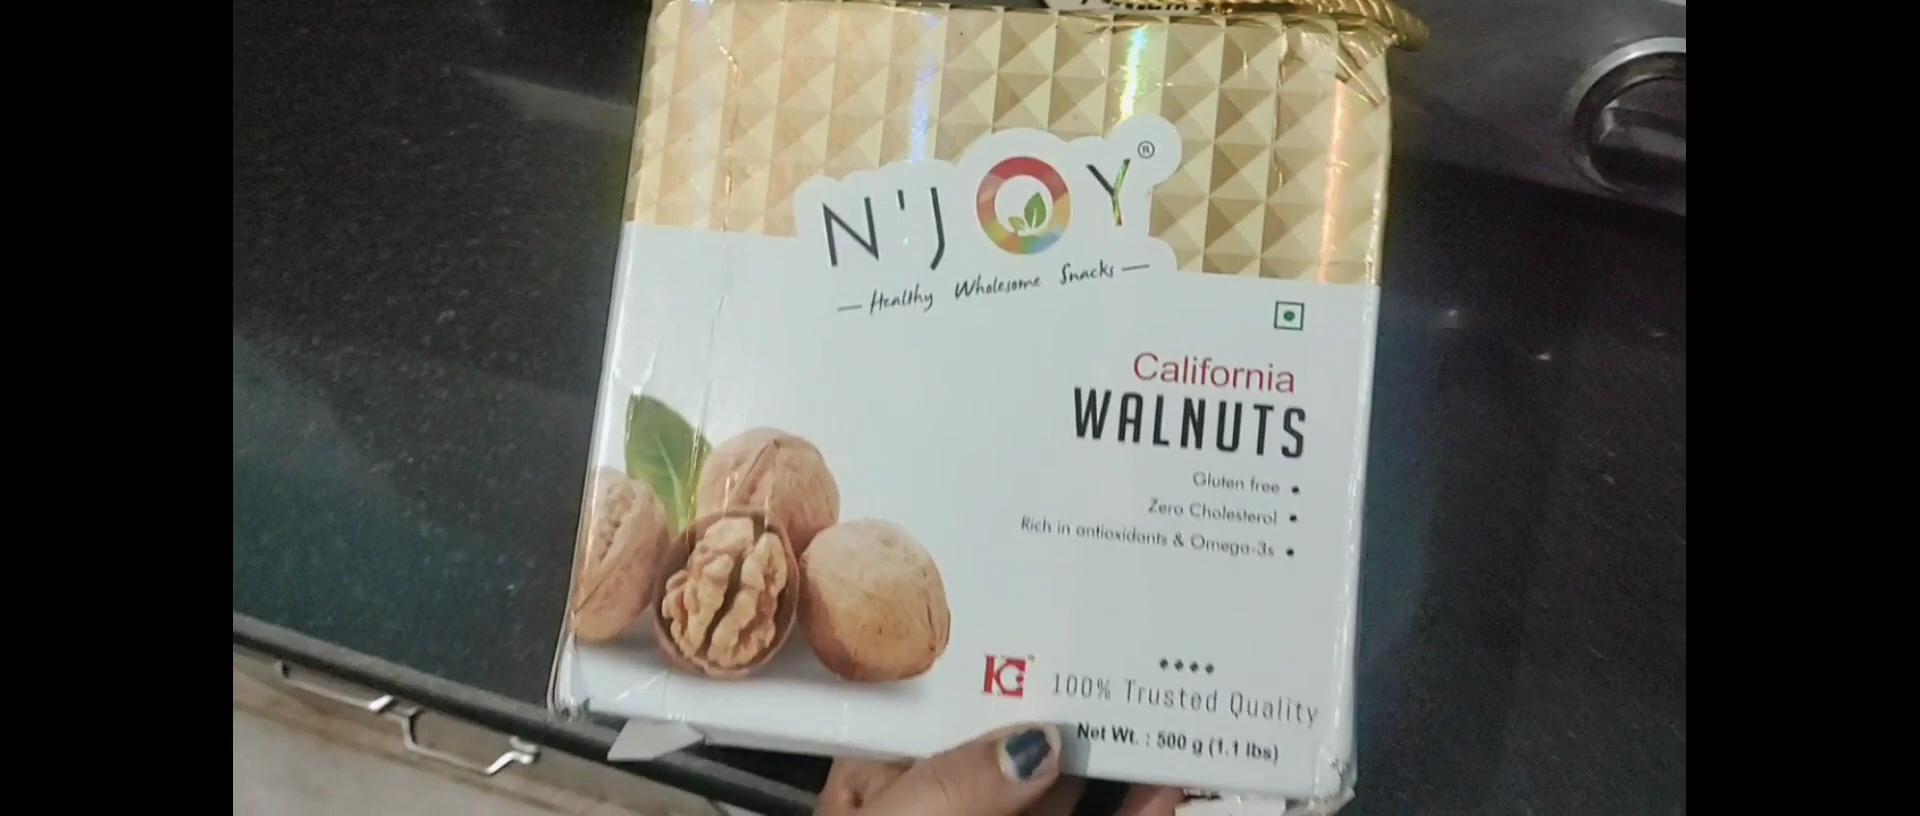 N'JOY®
— Healthy Wholesome Snacks —
California
WALNUTS
Gluten free •
Zero Cholesterol •
Rich in antioxidants & Omega-3s •
100% Trusted Quality
Net Wt. : 500 g (1.1 lbs)